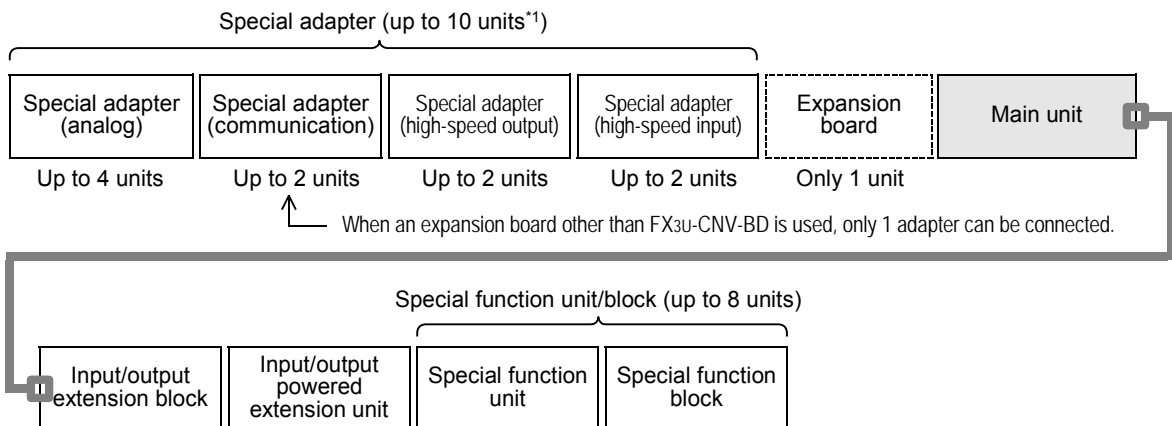 Special adapter (up to 10 units*1)
Special adapter
(analog)
Special adapter
(communication)
Special adapter
(high-speed output)
Special adapter
(high-speed input)
Expansion
board
Main unit
Up to 4 units
Up to 2 units
Up to 2 units
Up to 2 units
Only 1 unit
When an expansion board other than FX3U-CNV-BD is used, only 1 adapter can be connected.
Special function unit/block (up to 8 units)
Input/output
extension block
Input/output
powered
extension unit
Special function
unit
Special function
block